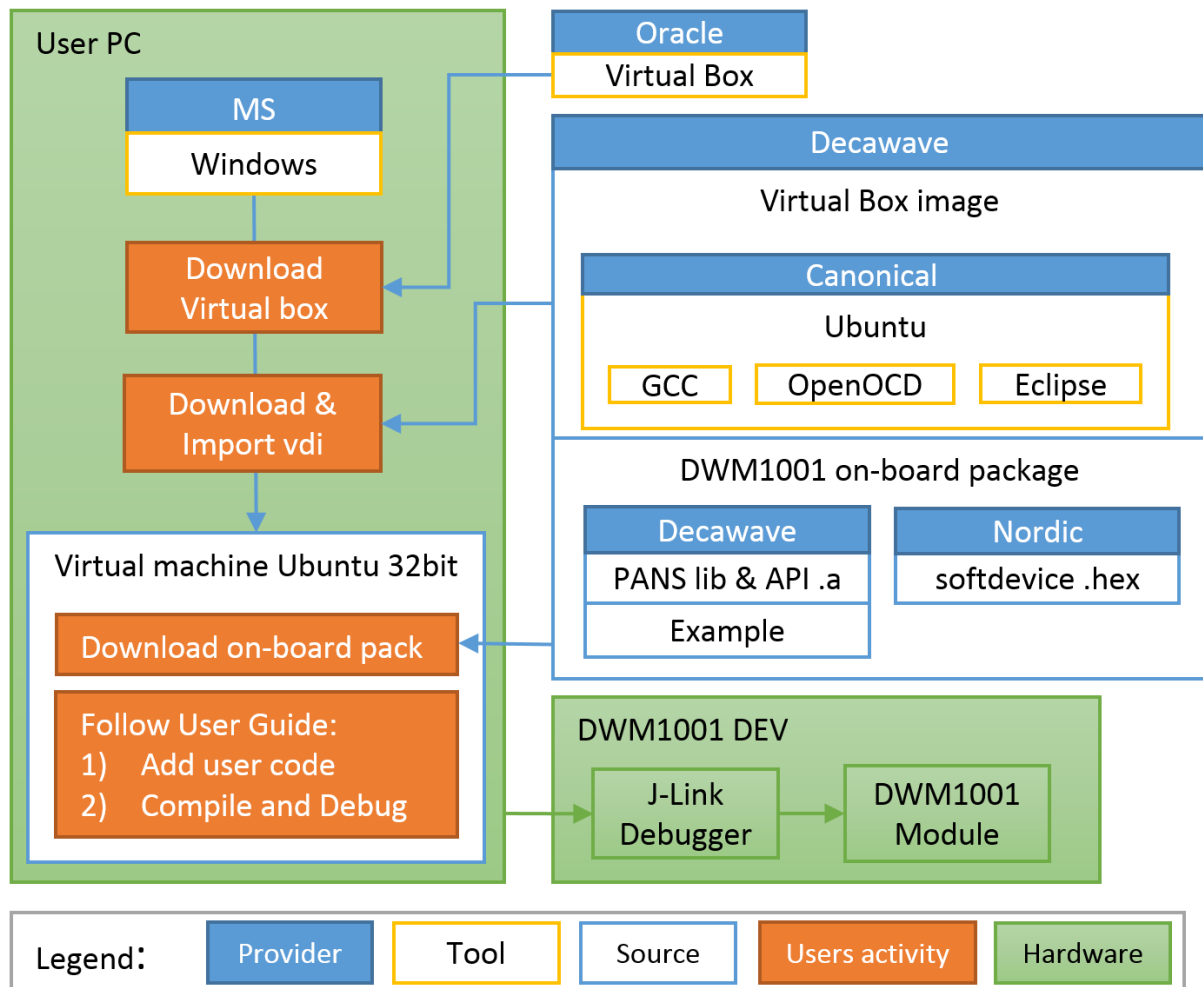 User PC
MS
Windows
Download
Virtual box
Download &
Import vdi
Virtual machine Ubuntu 32bit
Download on-board pack
Follow User Guide:
1) Add user code
2) Compile and Debug
Oracle
Virtual Box
Decawave
Virtual Box image
Canonical
Ubuntu
GCC
OpenOCD
Eclipse
DWM1001 on-board package
Decawave
PANS lib & API .a
Example
Nordic
softdevice .hex
DWM1001 DEV
J-Link
Debugger
DWM1001
Module
Legend:
Provider
Tool
Source
Users activity
Hardware